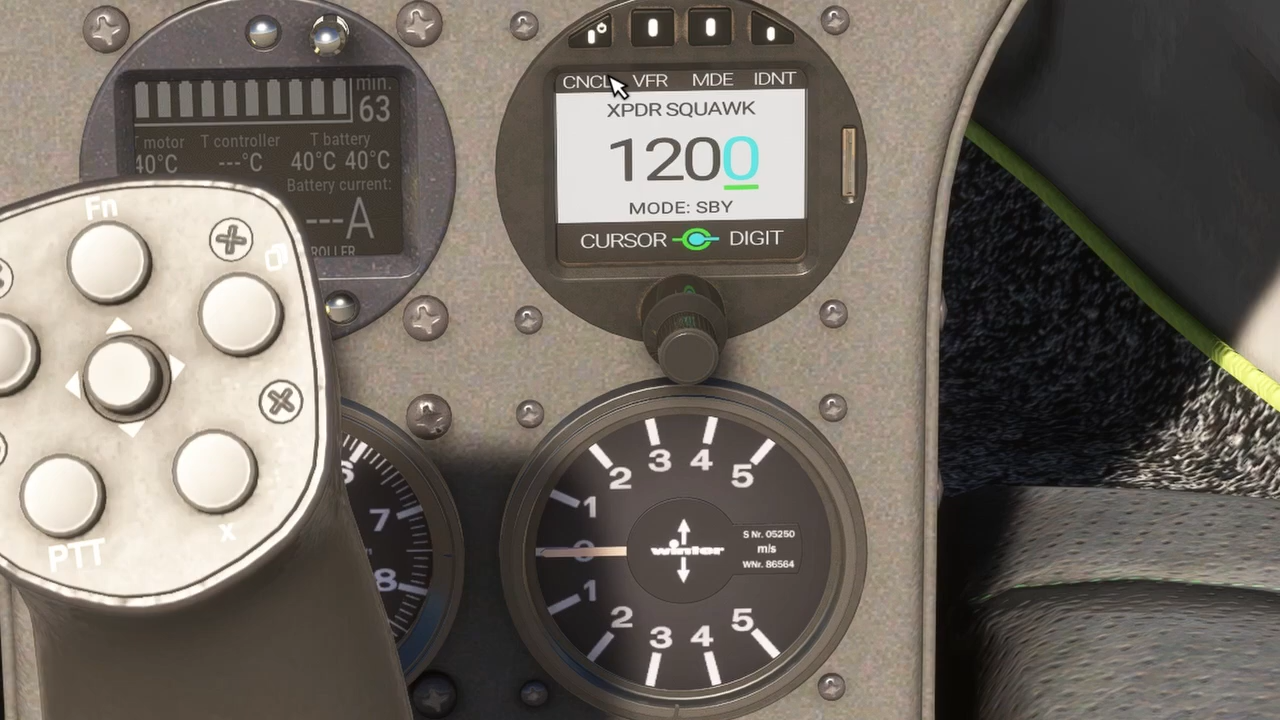 min.
63
T motor T controller T battery
40°C ---°C 40°C 40°C
Battery current:
---A
CNCL VFR MDE IDNT
XPDR SQUAWK
1200
MODE: SBY
CURSOR DIGIT
Fn
PTT
x
6
7
8
1 2 3 4 5
0
1 2 3 4 5
winter
S Nr. 05250
m/s
WNr. 86564